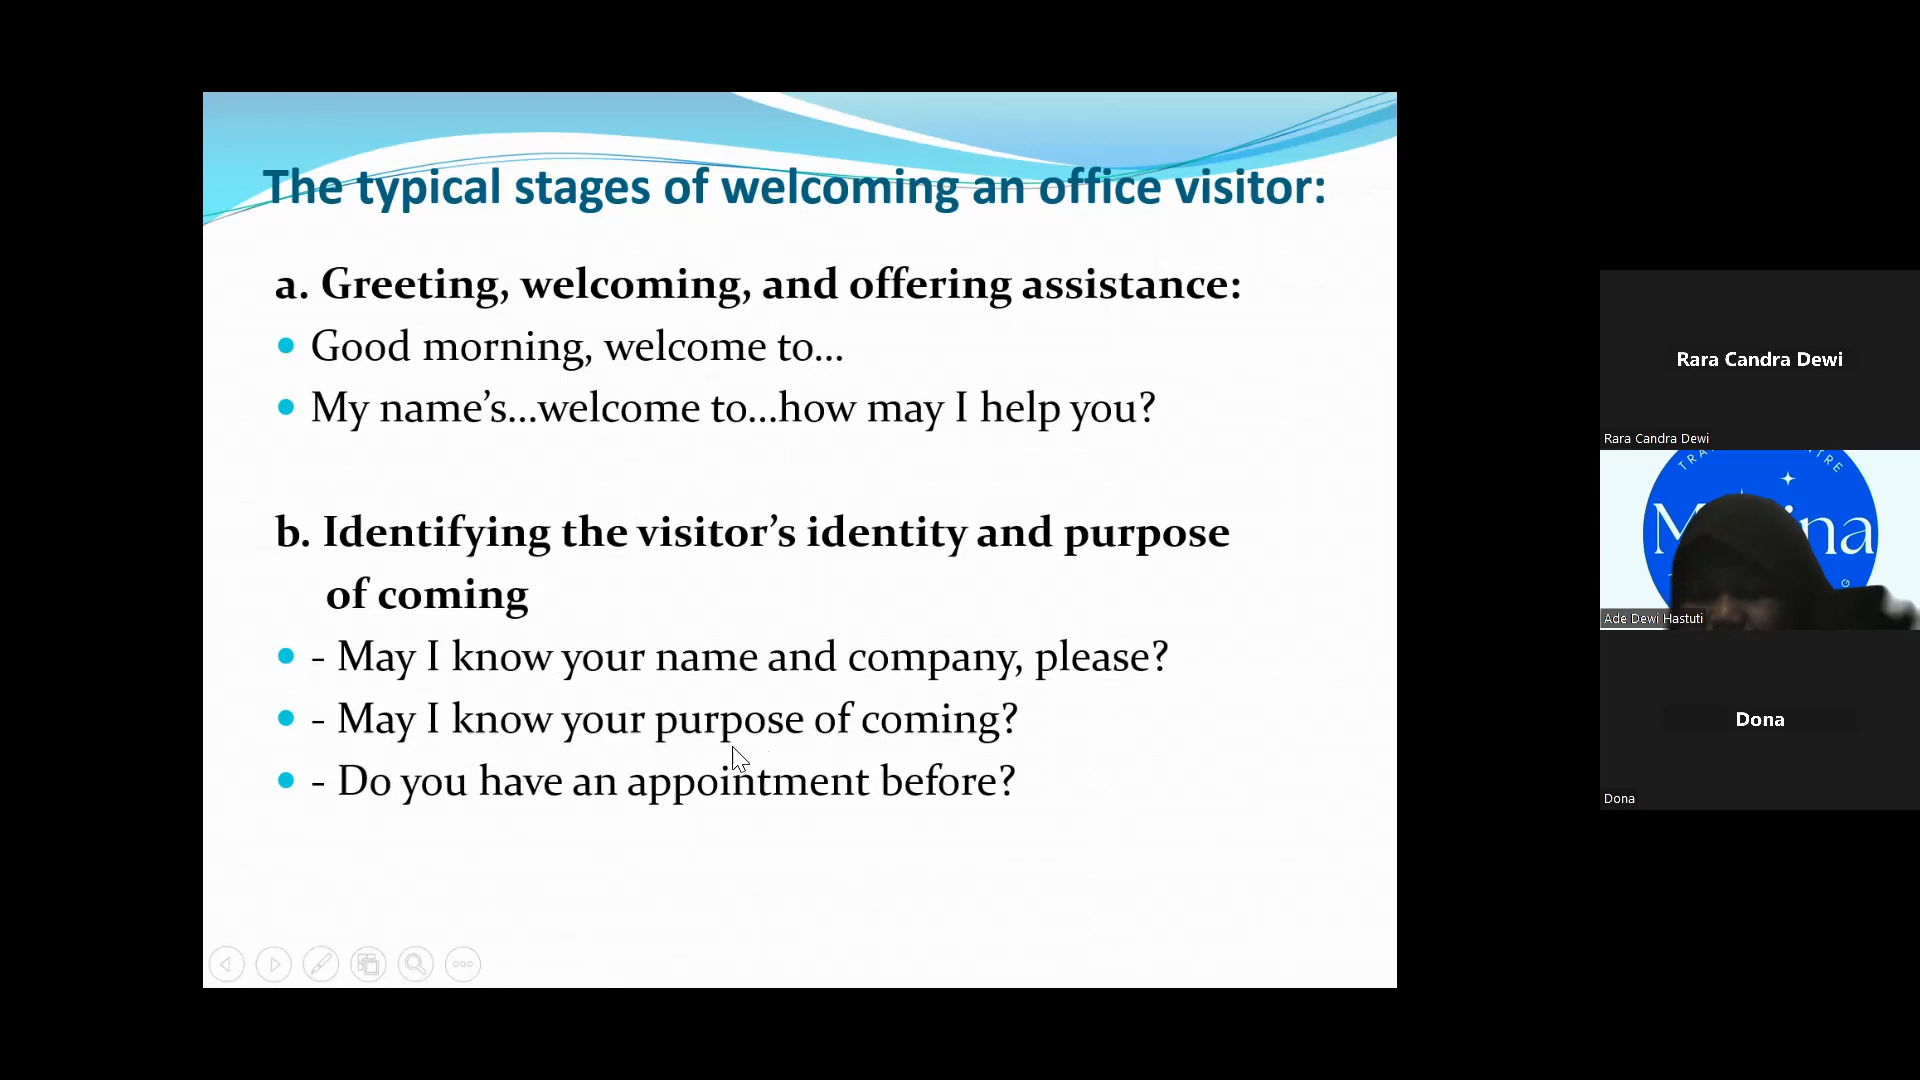 The typical stages of welcoming an office visitor:
a. Greeting, welcoming, and offering assistance:
Good morning, welcome to...
My name's...welcome to...how may I help you?
b. Identifying the visitor's identity and purpose
of coming
- May I know your name and company, please?
- May I know your purpose of coming?
- Do you have an appointment before?
Rara Candra Dewi
Rara Candra Dewi
Ade Dewi Hastuti
Dona
Dona